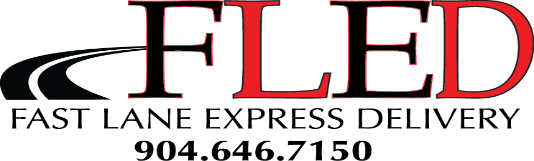 FLED
FAST LANE EXPRESS DELIVERY
904.646.7150